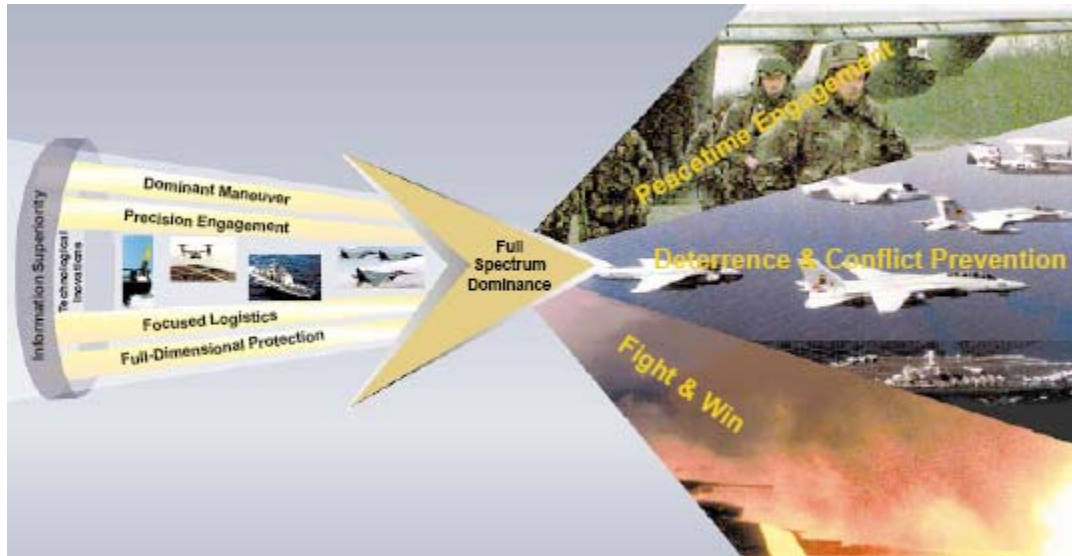 Information Superiority
Technological
Inovations
Dominant Maneuver
Precision Engagement
Focused Logistics
Full-Dimensional Protection
Full
Spectrum
Dominance
Peacetime Engagement
Deterrence & Conflict Prevention
Fight & Win